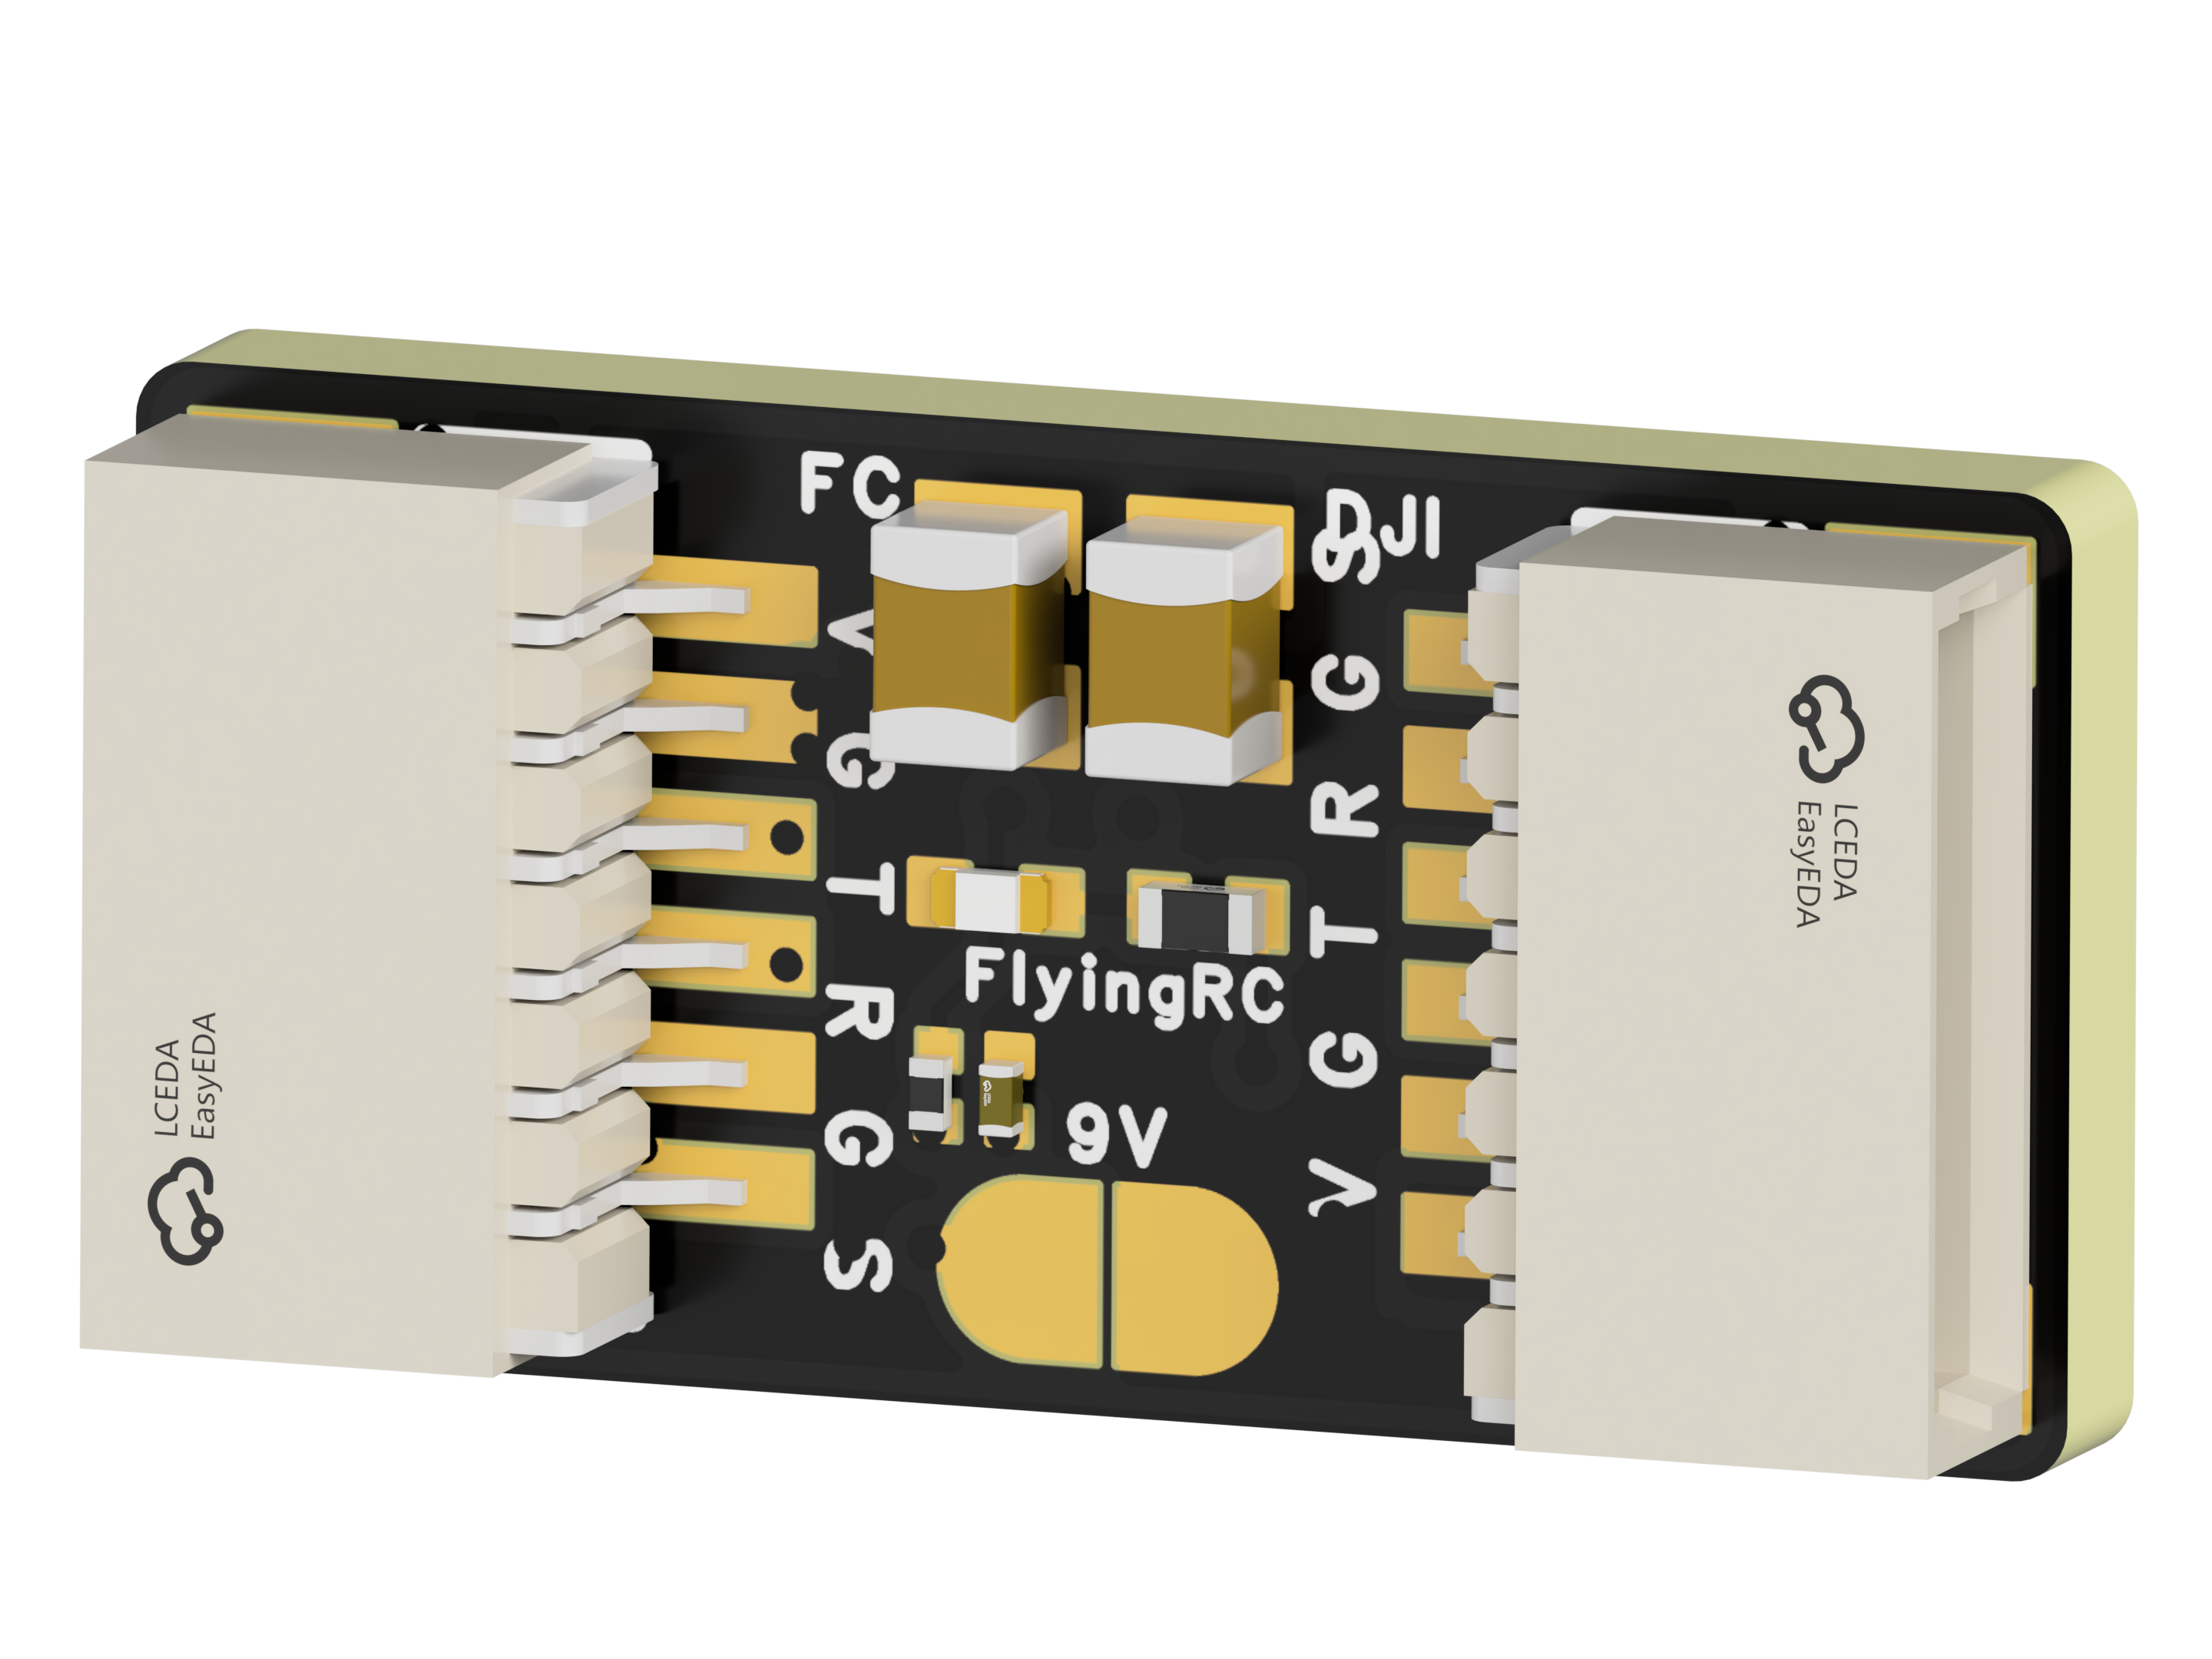 FC
DJI
V
G
T
R
G
S
S
G
R
T
G
V
FlyingRC
9V
LCEDA
EasyEDA
LCEDA
EasyEDA